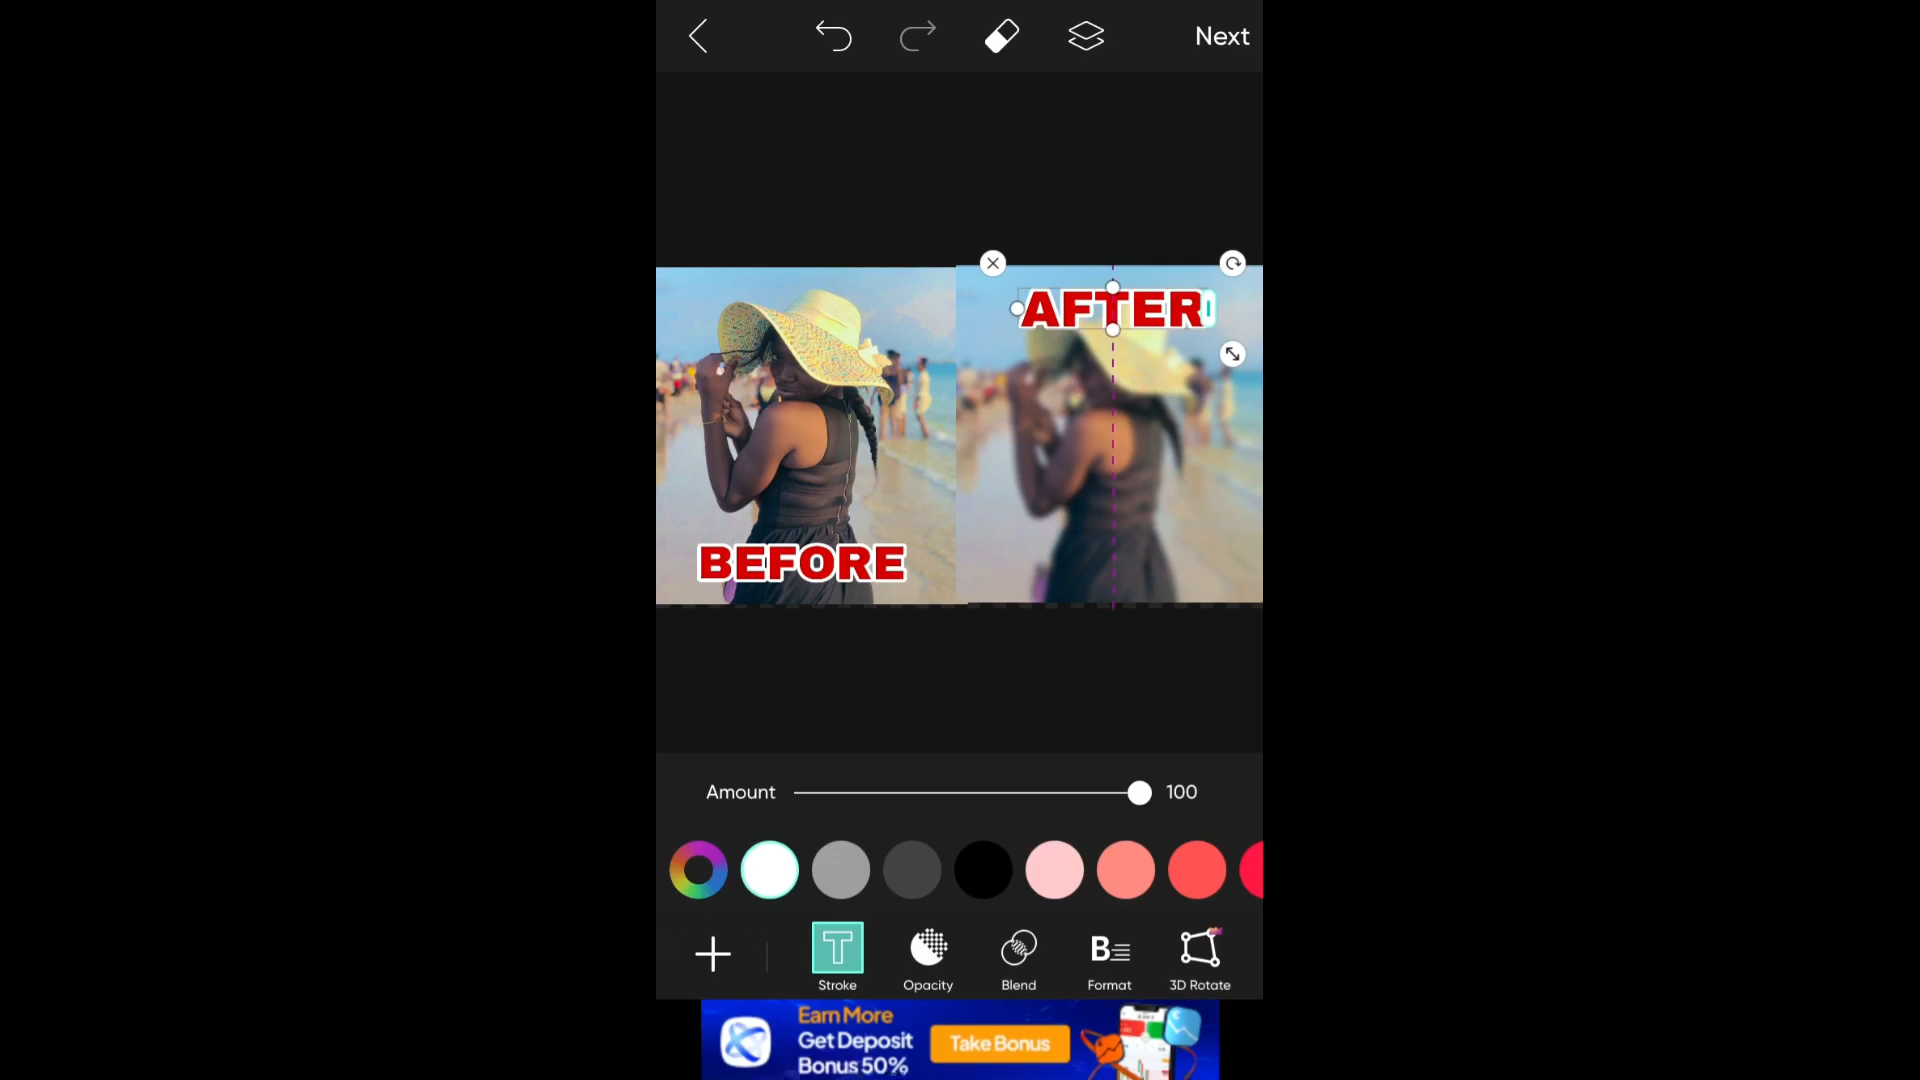 Next
AFTER
BEFORE
Amount 100
T
Stroke
Opacity
Blend
B
Format
3D Rotate
Earn More
Get Deposit
Bonus 50%
Take Bonus